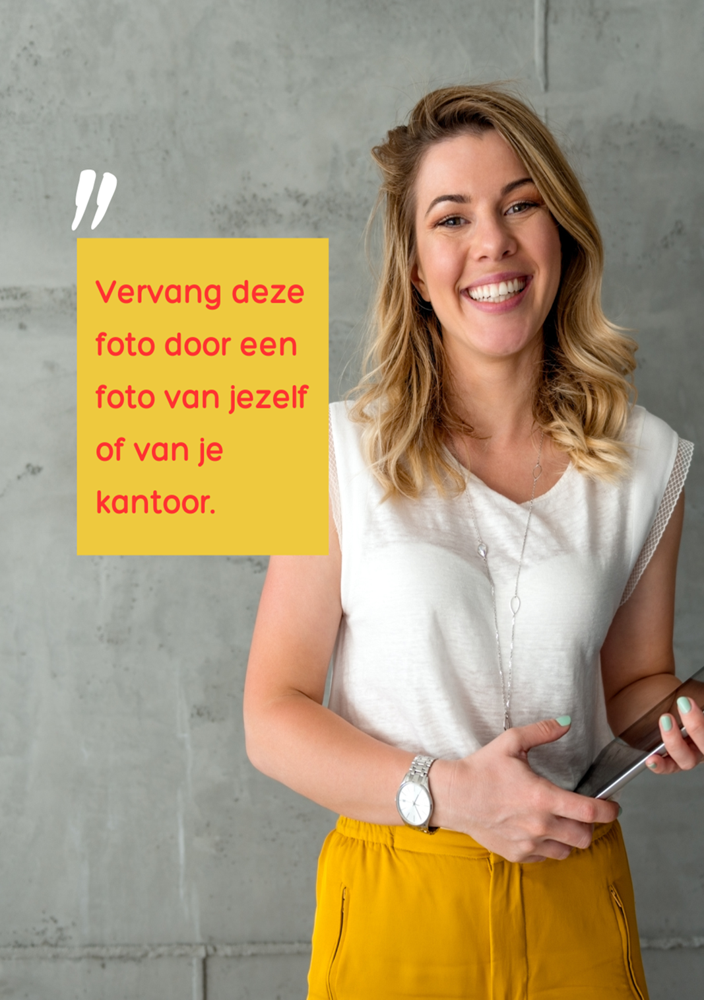 "
Vervang deze
foto door een
foto van jezelf
of van je
kantoor.